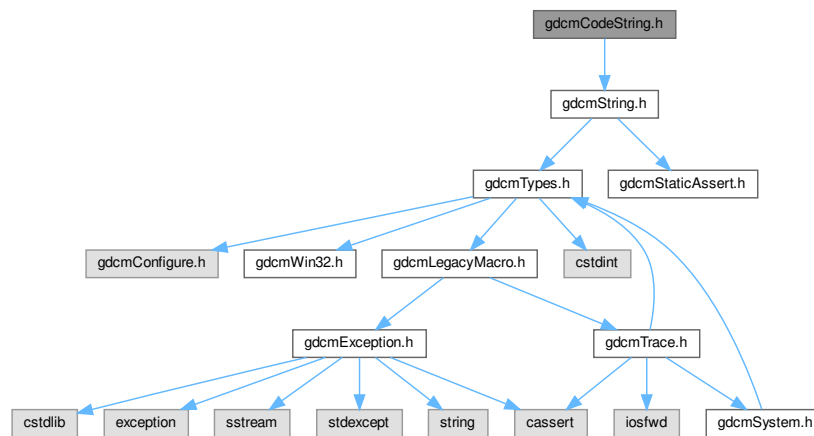 gdcmCodeString.h
gdcmString.h
gdcmTypes.h
gdcmStaticAssert.h
gdcmConfigure.h
gdcmWin32.h
gdcmLegacyMacro.h
cstdint
gdcmException.h
gdcmTrace.h
cstdlib
exception
sstream
stdexcept
string
cassert
iosfwd
gdcmSystem.h